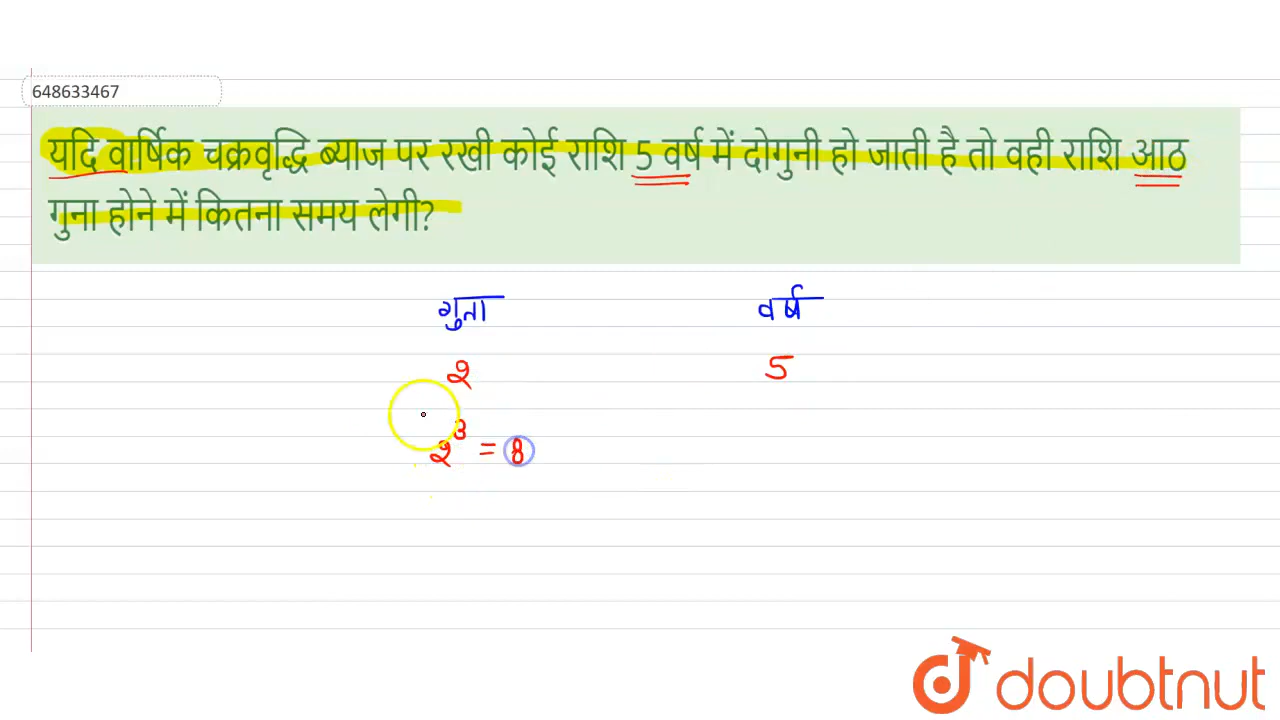 648633467
यदि वार्षिक चक्रवृद्धि ब्याज पर रखी कोई राशि 5 वर्ष में दोगुनी हो जाती है तो वही राशि आठ
गुना होने में कितना समय लेगी?
गुना वर्ष
2 5
2³ = 8
doubtnut